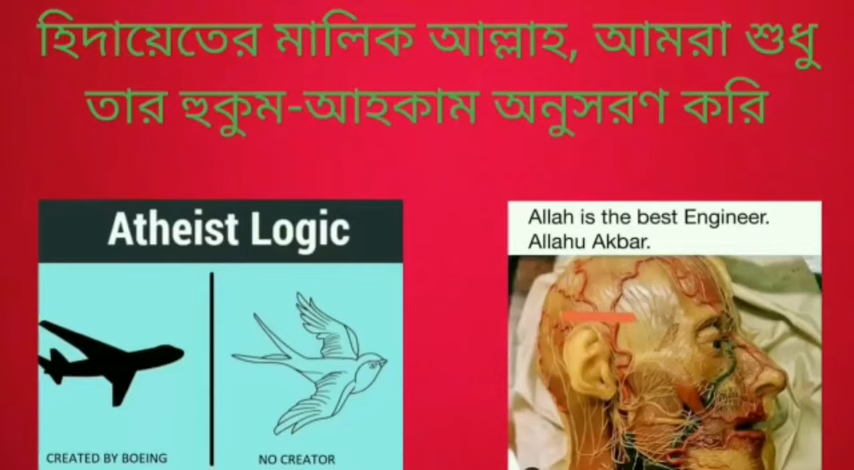 হিদায়েতের মালিক আল্লাহ, আমরা শুধু
তার হুকুম-আহকাম অনুসরণ করি
Atheist Logic
CREATED BY BOEING
NO CREATOR
Allah is the best Engineer.
Allahu Akbar.